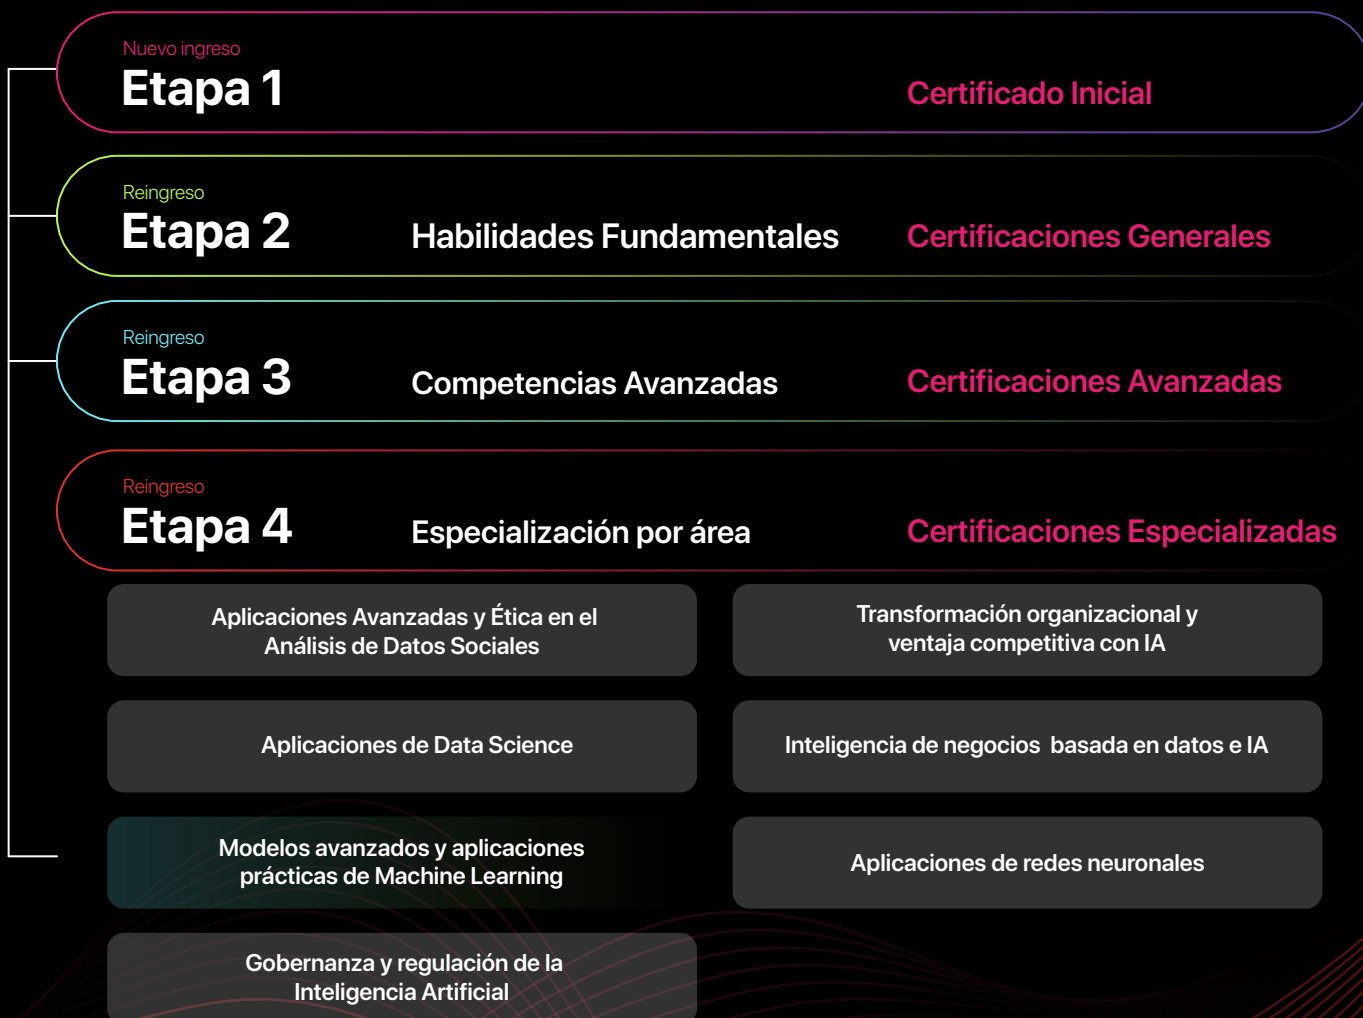 Nuevo ingreso
Etapa 1
Certificado Inicial
Reingreso
Etapa 2
Habilidades Fundamentales
Certificaciones Generales
Reingreso
Etapa 3
Competencias Avanzadas
Certificaciones Avanzadas
Reingreso
Etapa 4
Especialización por área
Certificaciones Especializadas
Aplicaciones Avanzadas y Ética en el
Análisis de Datos Sociales
Transformación organizacional y
ventaja competitiva con IA
Aplicaciones de Data Science
Inteligencia de negocios  basada en datos e IA
Modelos avanzados y aplicaciones
prácticas de Machine Learning
Aplicaciones de redes neuronales
Gobernanza y regulación de la
Inteligencia Artificial